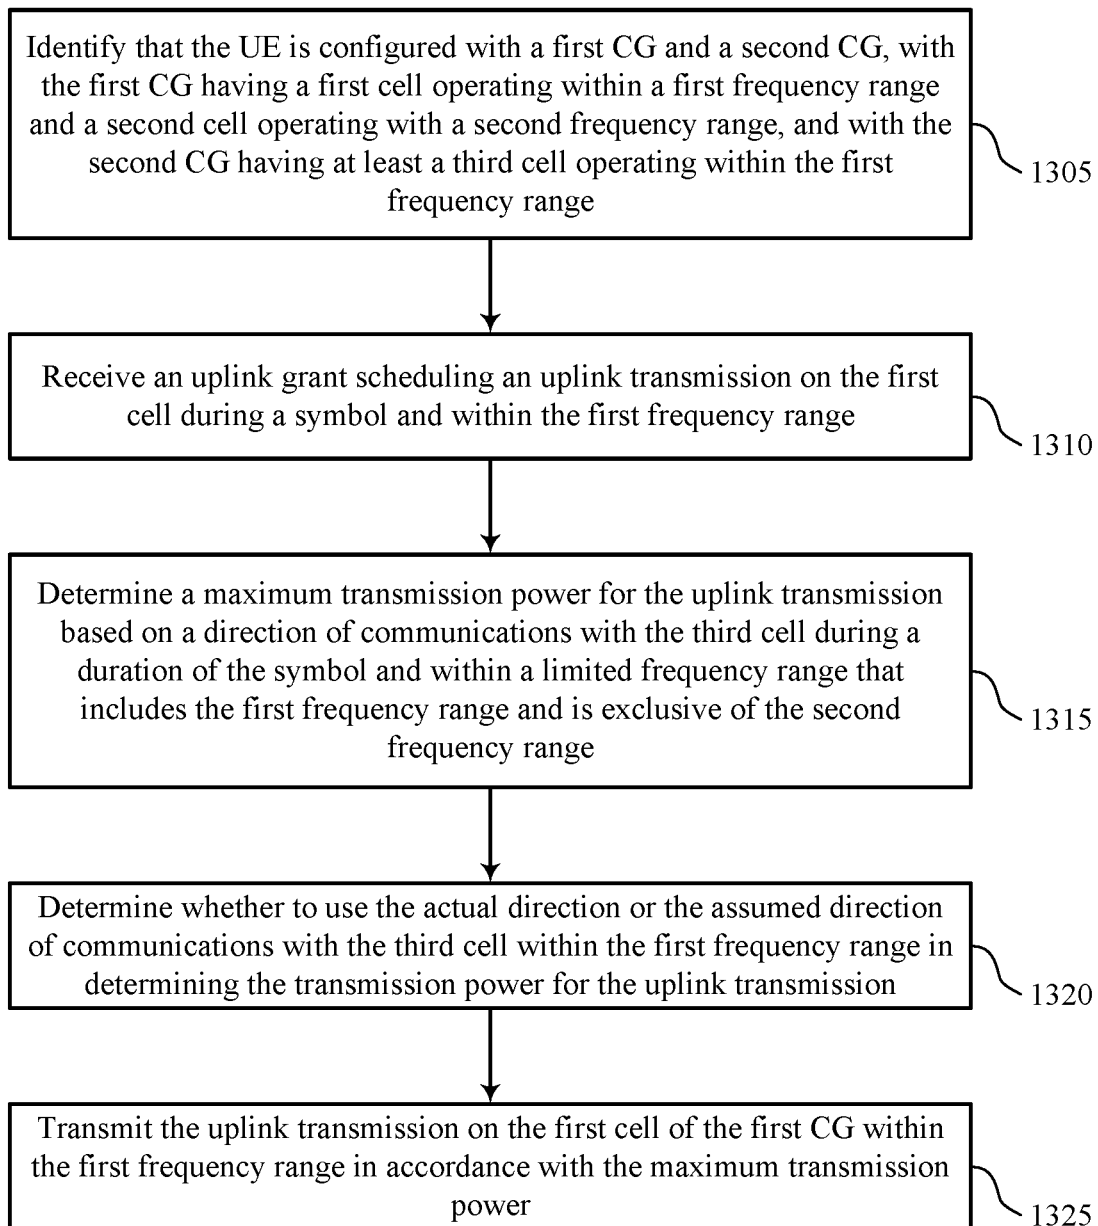 Identify that the UE is configured with a first CG and a second CG, with
the first CG having a first cell operating within a first frequency range
and a second cell operating with a second frequency range, and with the
second CG having at least a third cell operating within the first
frequency range
1305
Receive an uplink grant scheduling an uplink transmission on the first
cell during a symbol and within the first frequency range
1310
Determine a maximum transmission power for the uplink transmission
based on a direction of communications with the third cell during a
duration of the symbol and within a limited frequency range that
includes the first frequency range and is exclusive of the second
frequency range
1315
Determine whether to use the actual direction or the assumed direction
of communications with the third cell within the first frequency range in
determining the transmission power for the uplink transmission
1320
Transmit the uplink transmission on the first cell of the first CG within
the first frequency range in accordance with the maximum transmission
power
1325